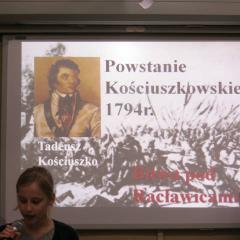 Powstanie
Kościuszkowskie
1794r.
Tadeusz
Kościuszko
Bitwa pod
Racławicami